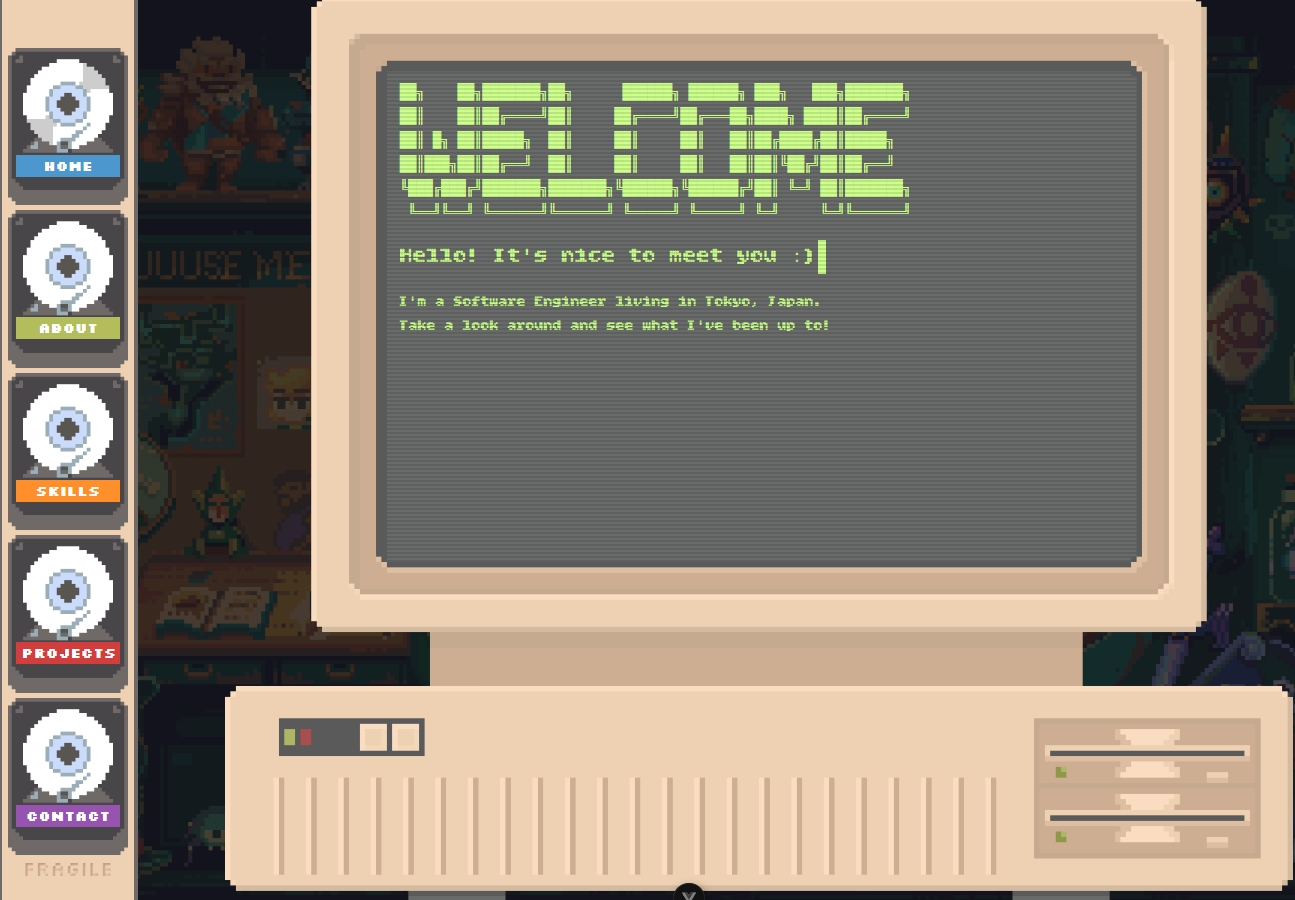 HOME
ABOUT
SKILLS
PROJECTS
CONTACT
FRAGILE
WELCOME
Hello! It's nice to meet you :)
I'm a Software Engineer living in Tokyo, Japan.
Take a look around and see what I've been up to!